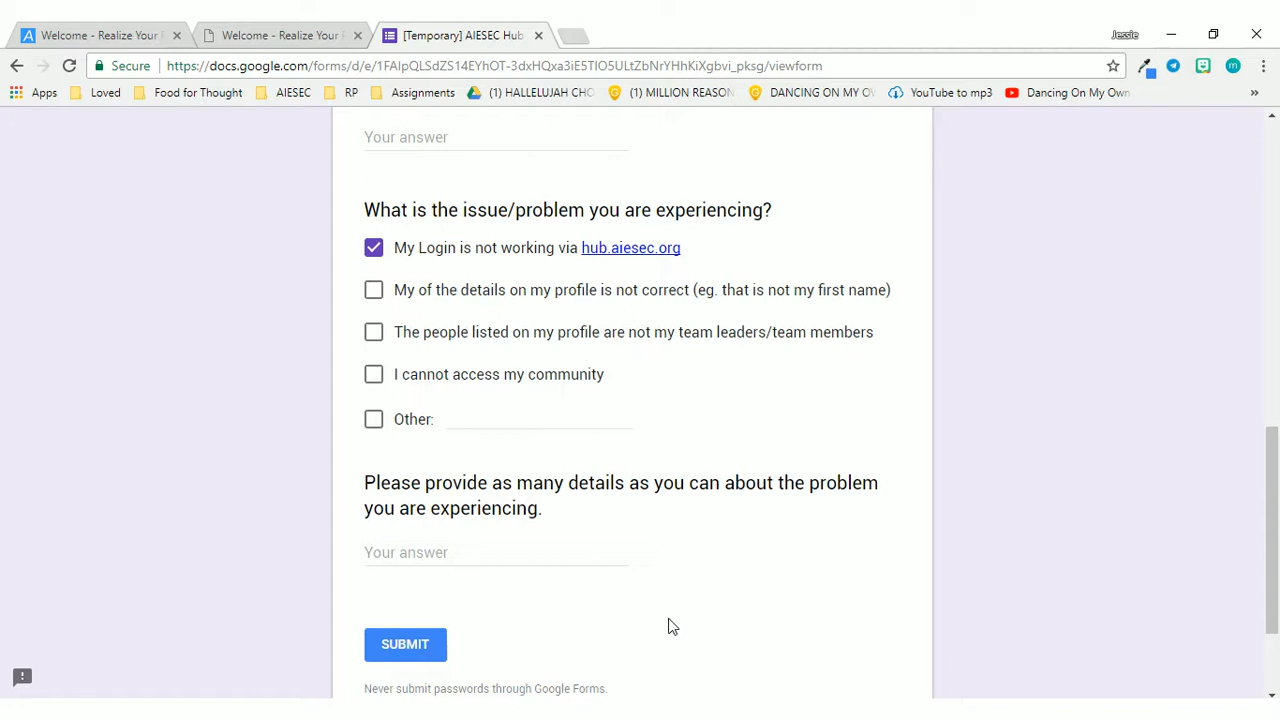 Welcome - Realize Your
Welcome - Realize Your
[Temporary] AIESEC Hub
Jessie
Secure
https://docs.google.com/forms/d/e/1FAIpQLSdZS14EYhOT-3dxHQxa3iE5TIO5ULtZbNrYHhKiXgbvi_pksg/viewform
Apps
Loved
Food for Thought
AIESEC
RP
Assignments
(1) HALLELUJAH CHO
(1) MILLION REASON
DANCING ON MY OW
YouTube to mp3
Dancing On My Own
Your answer
What is the issue/problem you are experiencing?
My Login is not working via hub.aiesec.org
My of the details on my profile is not correct (eg. that is not my first name)
The people listed on my profile are not my team leaders/team members
I cannot access my community
Other:
Please provide as many details as you can about the problem
you are experiencing.
Your answer
SUBMIT
Never submit passwords through Google Forms.